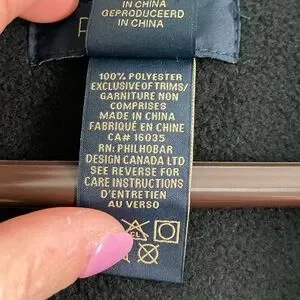 IN CHINA
GEPRODUCEERD
IN CHINA
100% POLYESTER
EXCLUSIVE OF TRIMS/
GARNITURE NON
COMPRISES
MADE IN CHINA
FABRIQUÉ EN CHINE
CA# 16035
RN: PHILHOBAR
DESIGN CANADA LTD
SEE REVERSE FOR
CARE INSTRUCTIONS
D'ENTRETIEN
AU VERSO